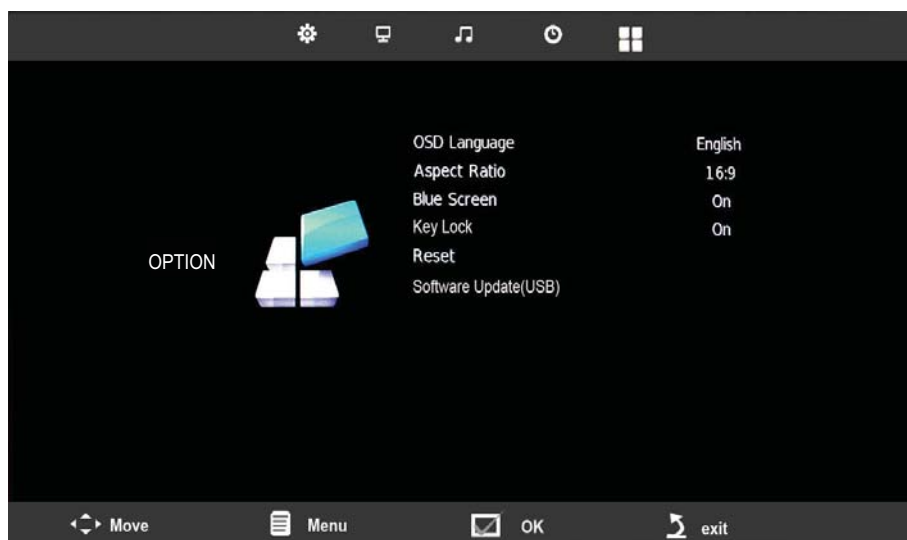 OSD Language English
Aspect Ratio 16:9
Blue Screen On
Key Lock On
OPTION
Reset
Software Update(USB)
Move Menu OK exit